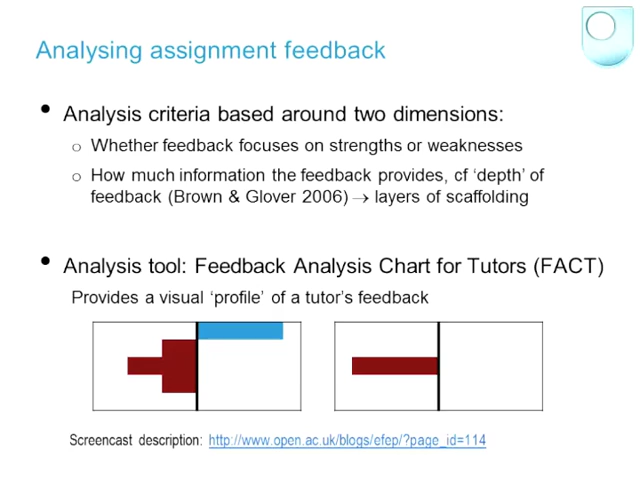 Analysing assignment feedback
• Analysis criteria based around two dimensions:
o Whether feedback focuses on strengths or weaknesses
o How much information the feedback provides, cf ‘depth’ of
feedback (Brown & Glover 2006) → layers of scaffolding
• Analysis tool: Feedback Analysis Chart for Tutors (FACT)
Provides a visual ‘profile’ of a tutor’s feedback
Screencast description: http://www.open.ac.uk/blogs/efep/?page_id=114